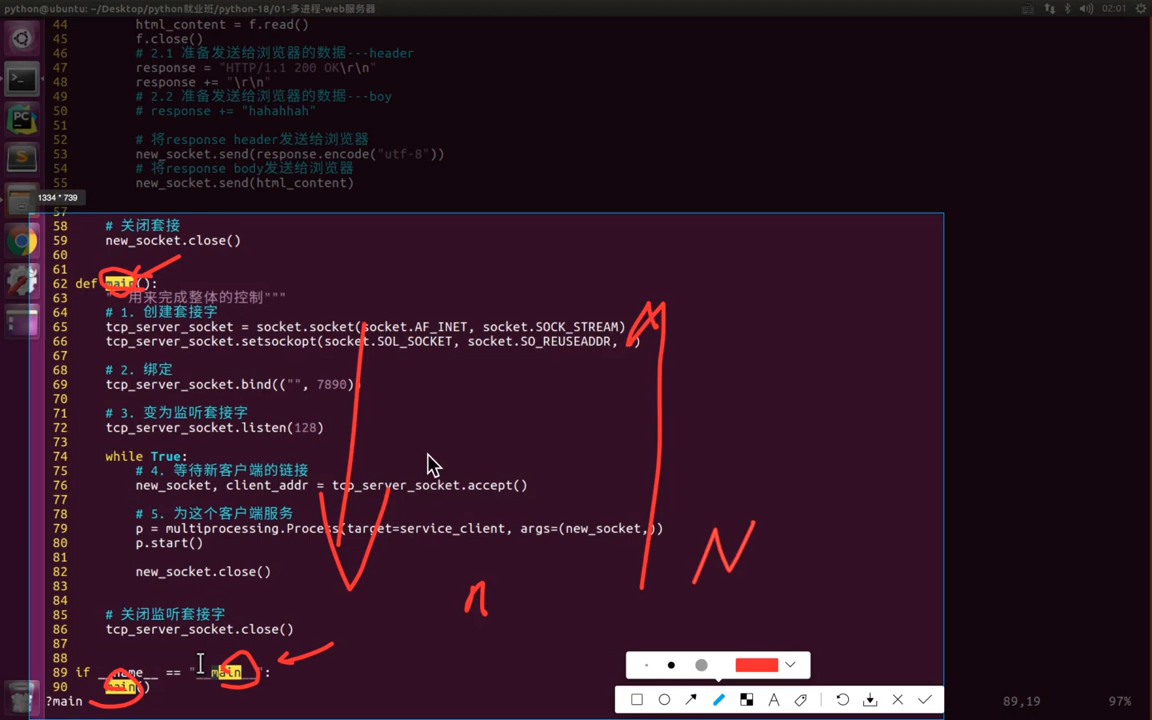 python@ubuntu: ~/Desktop/python就业班/python-18/01-多进程-web服务器
02:01
44 html_content = f.read()
45 f.close()
46 # 2.1 准备发送给浏览器的数据---header
47 response = "HTTP/1.1 200 OK\r\n"
48 response += "\r\n"
49 # 2.2 准备发送给浏览器的数据---boy
50 # response += "hahahhah"
51
52 # 将response header发送给浏览器
53 new_socket.send(response.encode("utf-8"))
54 # 将response body发送给浏览器
55 new_socket.send(html_content)
1334 * 739
57
58 # 关闭套接
59 new_socket.close()
60
61
62 def main():
63 用来完成整体的控制"""
64 # 1. 创建套接字
65 tcp_server_socket = socket.socket(socket.AF_INET, socket.SOCK_STREAM)
66 tcp_server_socket.setsockopt(socket.SOL_SOCKET, socket.SO_REUSEADDR, )
67
68 # 2. 绑定
69 tcp_server_socket.bind(("", 7890)
70
71 # 3. 变为监听套接字
72 tcp_server_socket.listen(128)
73
74 while True:
75 # 4. 等待新客户端的链接
76 new_socket, client_addr = tcp_server_socket.accept()
77
78 # 5. 为这个客户端服务
79 p = multiprocessing.Process(target=service_client, args=(new_socket,))
80 p.start()
81
82 new_socket.close()
83
84
85 # 关闭监听套接字
86 tcp_server_socket.close()
87
88
89 if __name__ == "__main__":
90 main()
?main
89,19 97%
n
N
PC
S
A